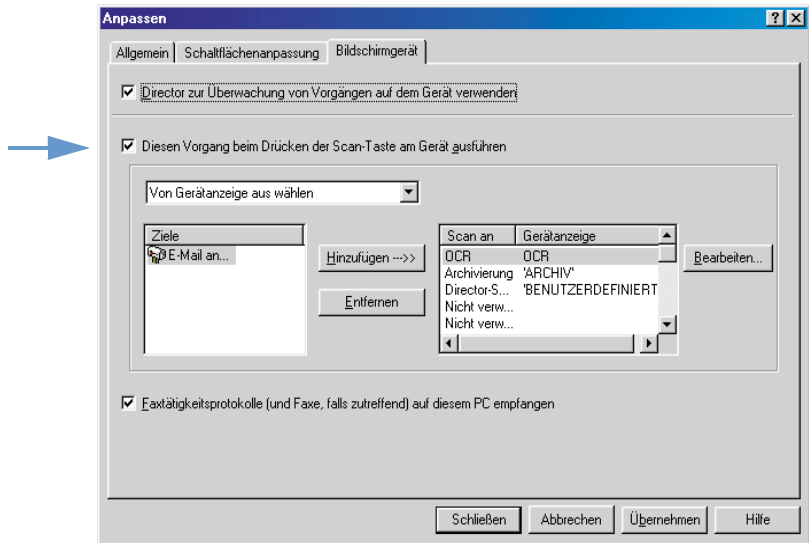 Anpassen
Allgemein Schaltflächenanpassung Bildschirmgerät
Director zur Überwachung von Vorgängen auf dem Gerät verwenden
Diesen Vorgang beim Drücken der Scan-Taste am Gerät ausführen
Von Gerätanzeige aus wählen
Ziele
E-Mail an...
Hinzufügen --->>
Entfernen
Scan an Gerätanzeige
OCR OCR
Archivierung 'ARCHIV'
Director-S... 'BENUTZERDEFINIERT
Nicht verw...
Nicht verw...
Bearbeiten...
Faxtätigkeitsprotokolle (und Faxe, falls zutreffend) auf diesem PC empfangen
Schließen Abbrechen Übernehmen Hilfe